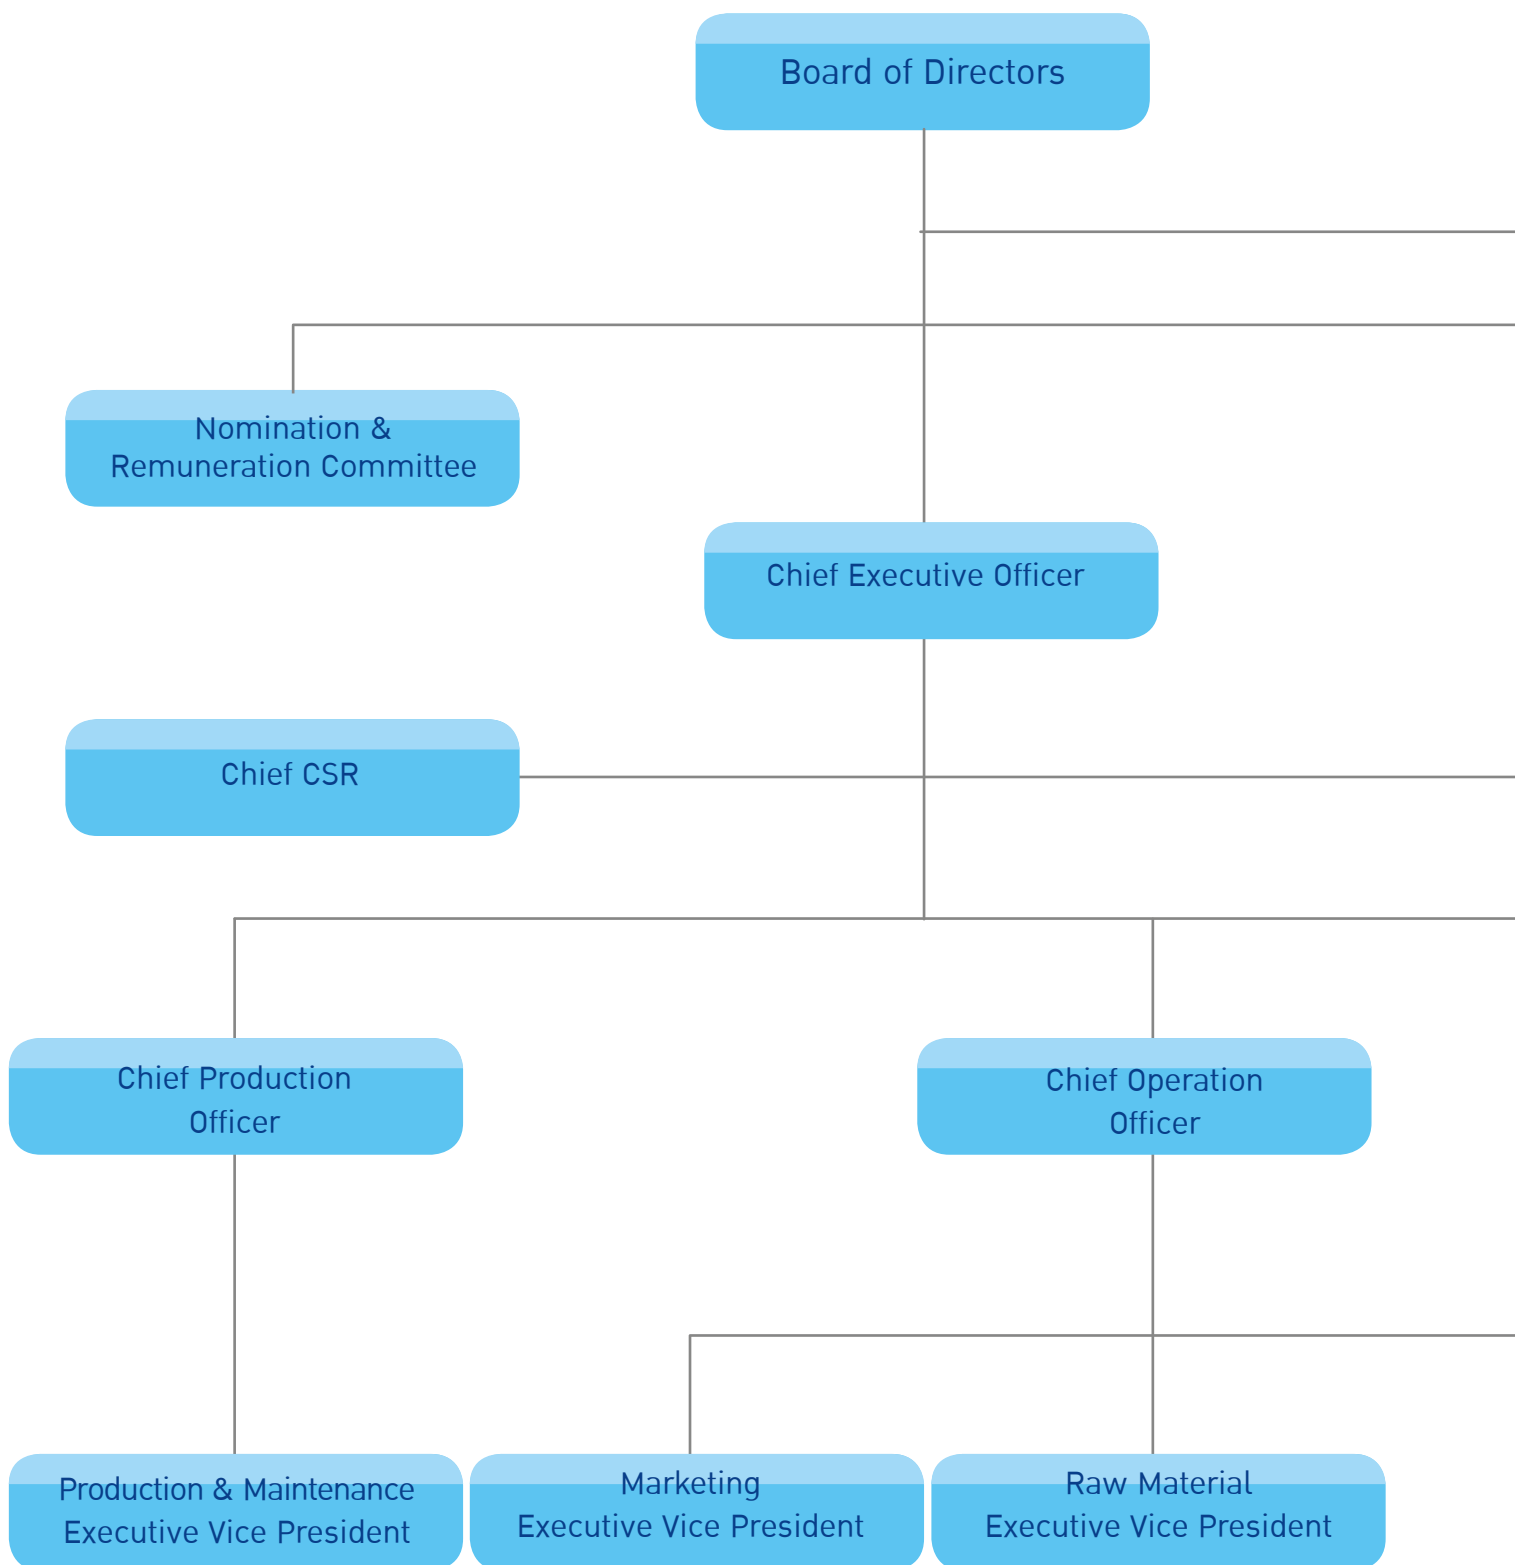 Board of Directors
Nomination &
Remuneration Committee
Chief Executive Officer
Chief CSR
Chief Production
Officer
Chief Operation
Officer
Production & Maintenance
Executive Vice President
Marketing
Executive Vice President
Raw Material
Executive Vice President